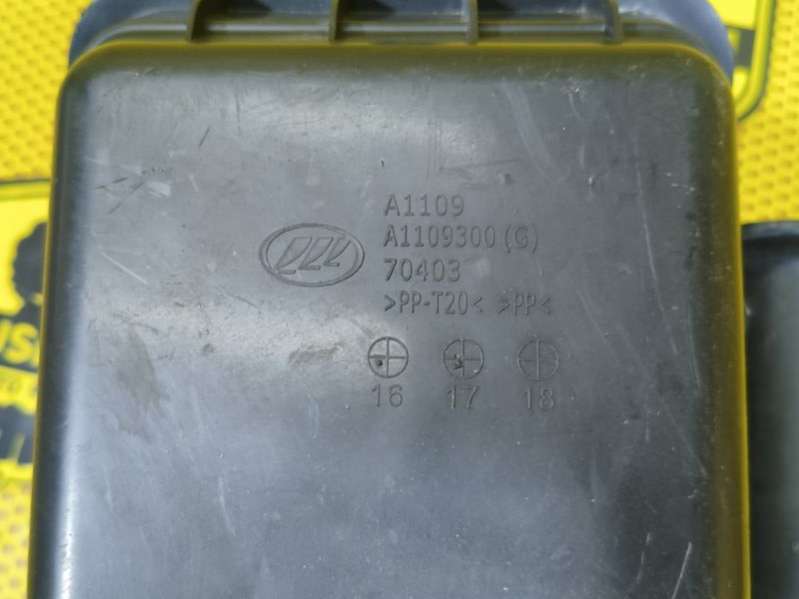 A1109
A1109300(G)
70403
>PP-T20< >PP<
16 17 18